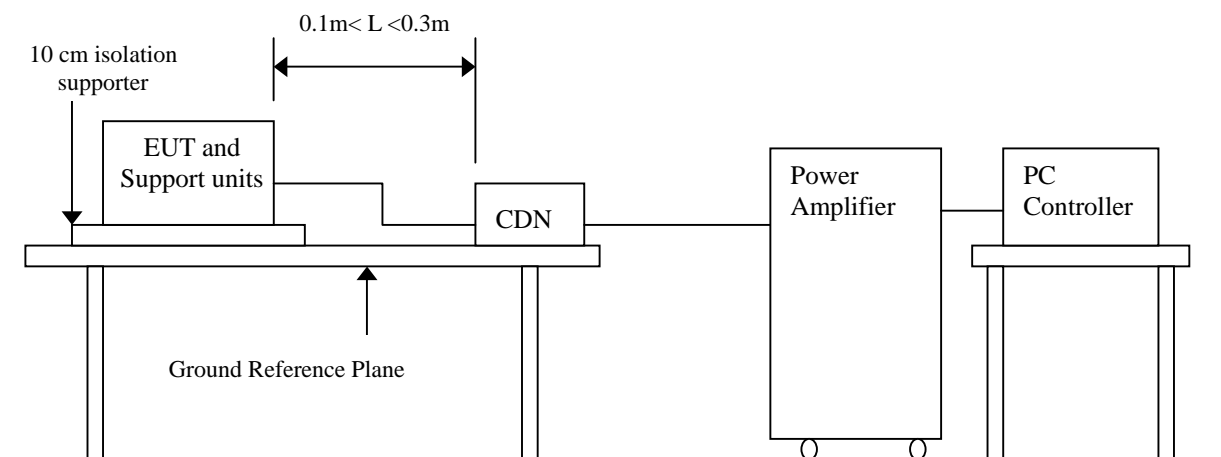 0.1m< L <0.3m
10 cm isolation
supporter
EUT and
Support units
CDN
Power
Amplifier
PC
Controller
Ground Reference Plane